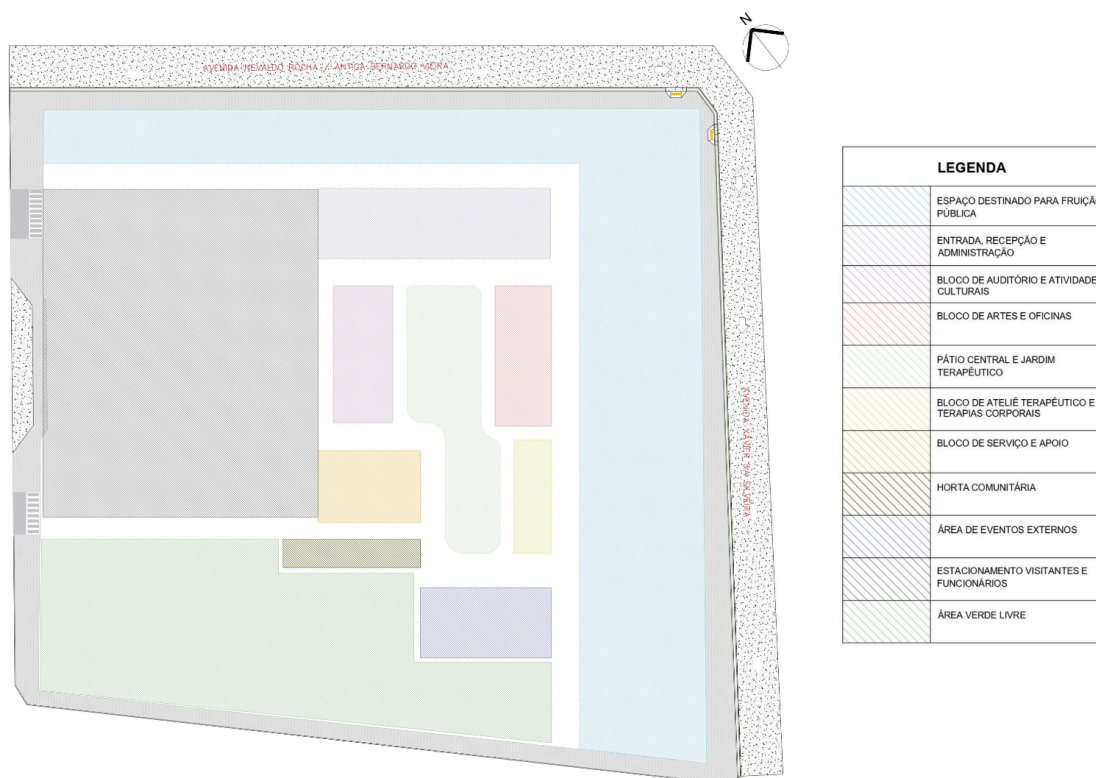 N
AVENIDA NEVALDO ROCHA // ANTIGA BERNARDO VIEIRA
AVENIDA XAVIER DA SILVEIRA
LEGENDA
ESPAÇO DESTINADO PARA FRUIÇÃ
PÚBLICA
ENTRADA, RECEPÇÃO E
ADMINISTRAÇÃO
BLOCO DE AUDITÓRIO E ATIVIDADE
CULTURAIS
BLOCO DE ARTES E OFICINAS
PÁTIO CENTRAL E JARDIM
TERAPÊUTICO
BLOCO DE ATELIÊ TERAPÊUTICO E
TERAPIAS CORPORAIS
BLOCO DE SERVIÇO E APOIO
HORTA COMUNITÁRIA
ÁREA DE EVENTOS EXTERNOS
ESTACIONAMENTO VISITANTES E
FUNCIONÁRIOS
ÁREA VERDE LIVRE